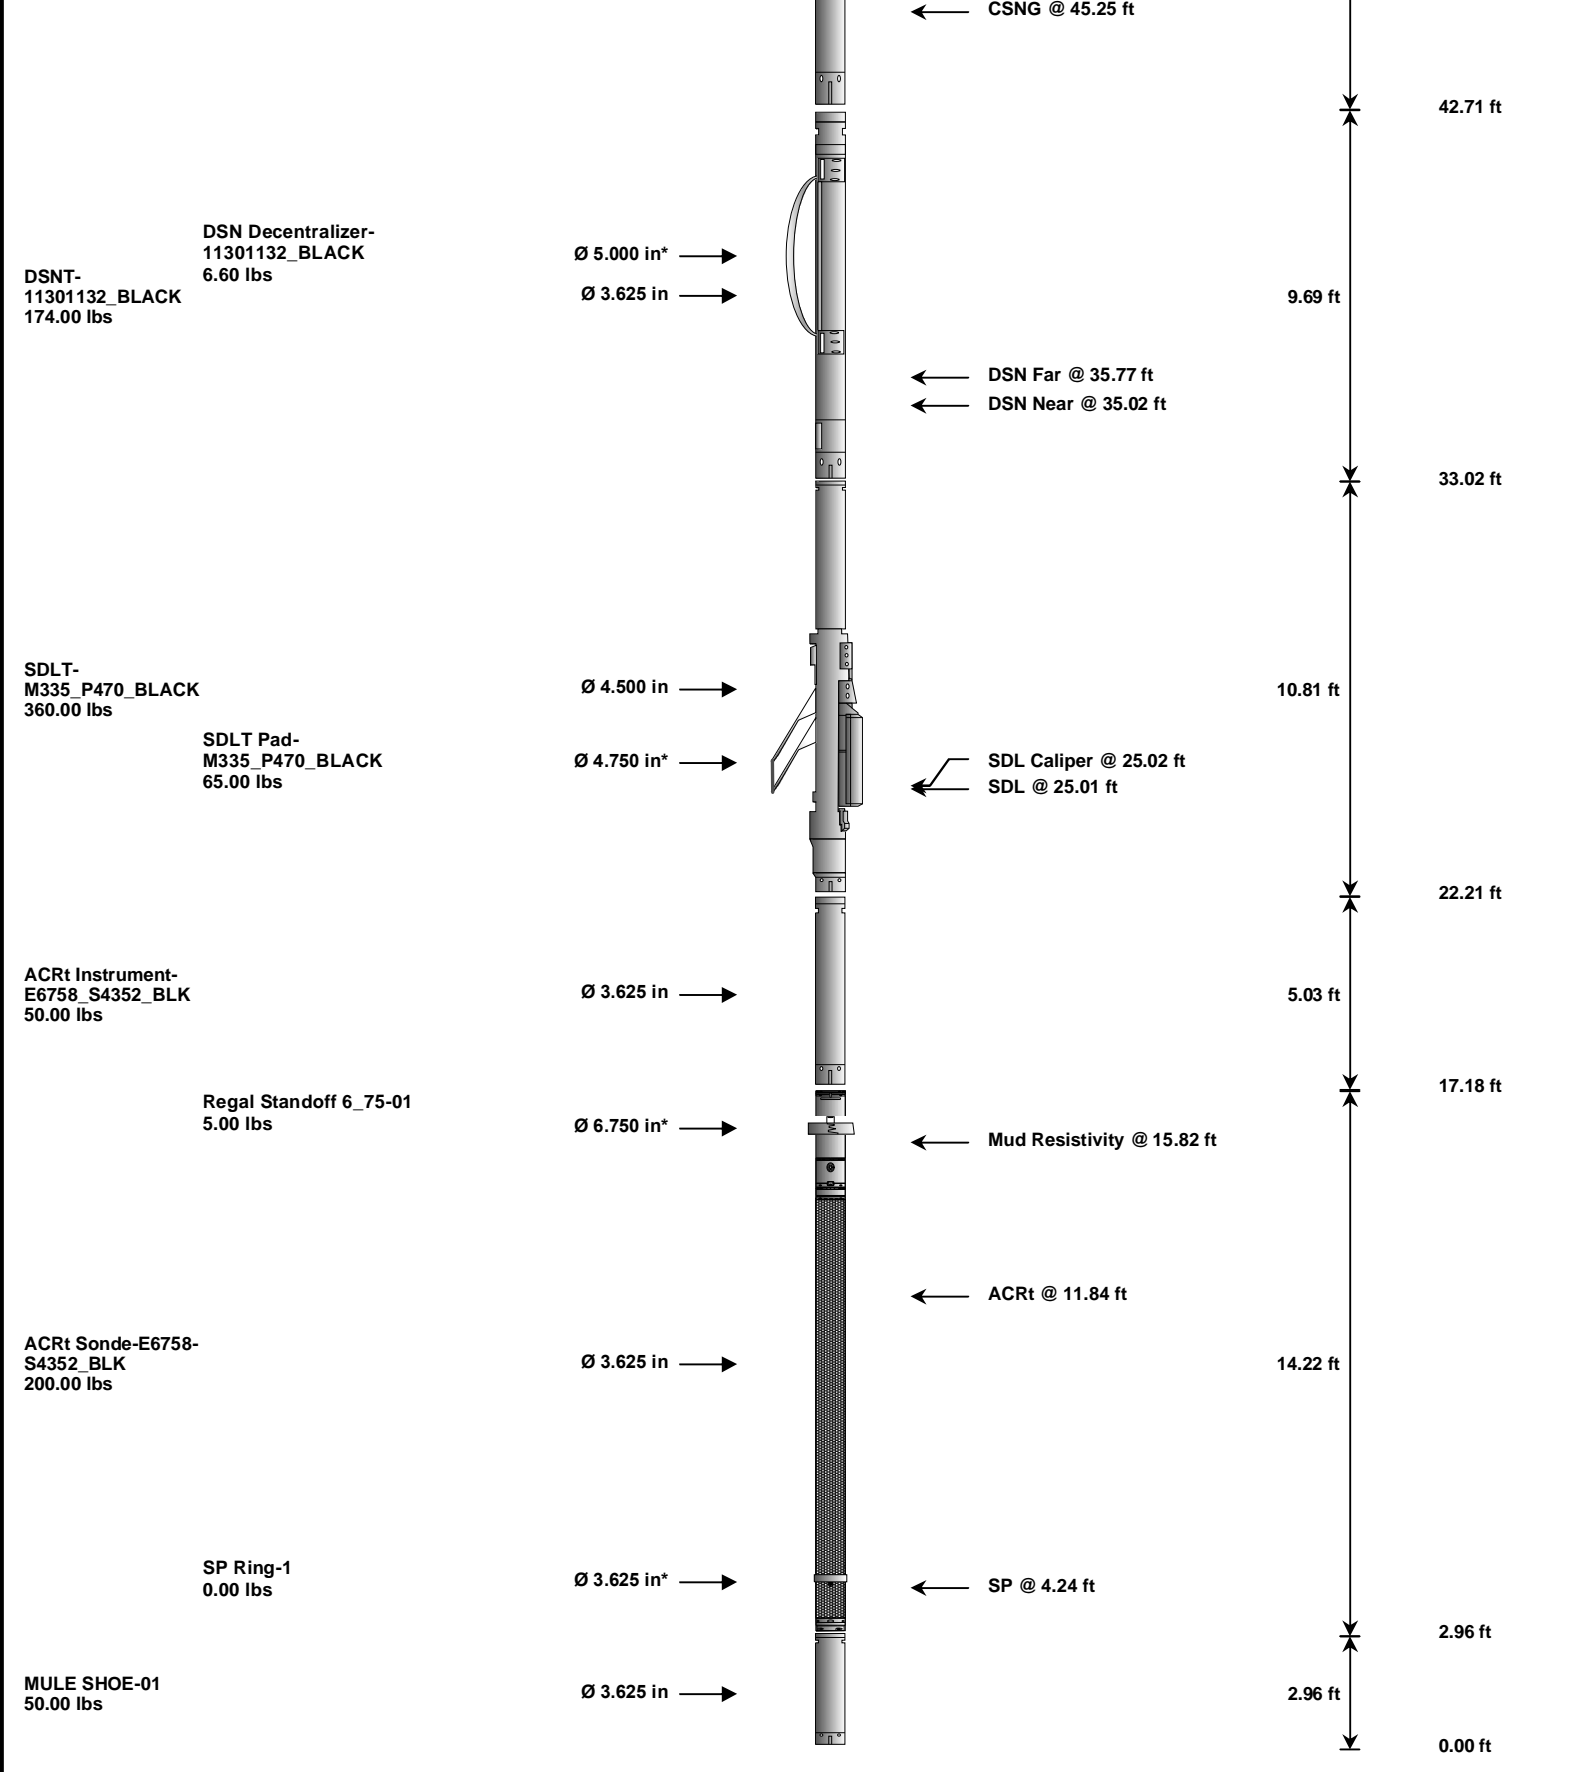 CSNG @ 45.25 ft
42.71 ft
DSN Decentralizer-
11301132_BLACK
6.60 lbs
Ø 5.000 in*
DSNT-
11301132_BLACK
174.00 lbs
Ø 3.625 in
9.69 ft
DSN Far @ 35.77 ft
DSN Near @ 35.02 ft
33.02 ft
SDLT-
M335_P470_BLACK
360.00 lbs
Ø 4.500 in
10.81 ft
SDLT Pad-
M335_P470_BLACK
65.00 lbs
Ø 4.750 in*
SDL Caliper @ 25.02 ft
SDL @ 25.01 ft
22.21 ft
ACRt Instrument-
E6758_S4352_BLK
50.00 lbs
Ø 3.625 in
5.03 ft
17.18 ft
Regal Standoff 6_75-01
5.00 lbs
Ø 6.750 in*
Mud Resistivity @ 15.82 ft
ACRt @ 11.84 ft
ACRt Sonde-E6758-
S4352_BLK
200.00 lbs
Ø 3.625 in
14.22 ft
SP Ring-1
0.00 lbs
Ø 3.625 in*
SP @ 4.24 ft
2.96 ft
MULE SHOE-01
50.00 lbs
Ø 3.625 in
2.96 ft
0.00 ft